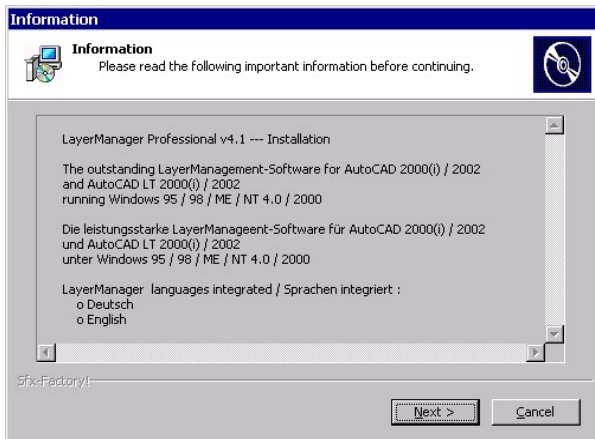 Information
Information
Please read the following important information before continuing.
LayerManager Professional v4.1 --- Installation
The outstanding LayerManagement-Software for AutoCAD 2000(i) / 2002
and AutoCAD LT 2000(i) / 2002
running Windows 95 / 98 / ME / NT 4.0 / 2000
Die leistungsstarke LayerManageent-Software für AutoCAD 2000(i) / 2002
und AutoCAD LT 2000(i) / 2002
unter Windows 95 / 98 / ME / NT 4.0 / 2000
LayerManager languages integrated / Sprachen integriert :
o Deutsch
o English
Sfx-Factory!
Next >
Cancel